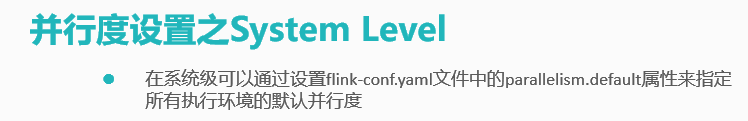 并行度设置之System Level
在系统级可以通过设置flink-conf.yaml文件中的parallelism.default属性来指定
所有执行环境的默认并行度